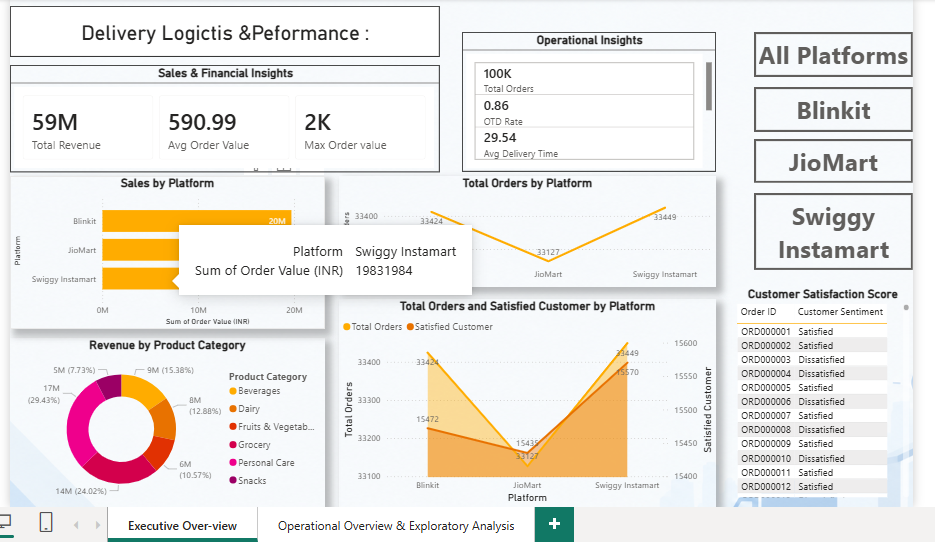 Delivery Logictis &Peformance :
Sales & Financial Insights
59M
Total Revenue
590.99
Avg Order Value
2K
Max Order value
Operational Insights
100K
Total Orders
0.86
OTD Rate
29.54
Avg Delivery Time
All Platforms
Blinkit
JioMart
Swiggy
Instamart
Sales by Platform
Platform
Blinkit
JioMart
Swiggy Instamart
20M
0M
10M
20M
Sum of Order Value (INR)
Platform Swiggy Instamart
Sum of Order Value (INR) 19831984
Total Orders by Platform
33400
33424
33127
33449
JioMart
Swiggy Instamart
Total Orders and Satisfied Customer by Platform
Total Orders
Satisfied Customer
Total Orders
33400
33300
33200
33100
33424
33127
33449
15472
15435
15570
15600
15550
15500
15450
15400
Satisfied Customer
Blinkit
JioMart
Swiggy Instamart
Platform
Revenue by Product Category
5M (7.73%)
9M (15.38%)
17M
(29.43%)
8M
(12.88%)
6M
(10.57%)
14M (24.02%)
Product Category
Beverages
Dairy
Fruits & Vegetab...
Grocery
Personal Care
Snacks
Customer Satisfaction Score
Order ID Customer Sentiment
ORD000001 Satisfied
ORD000002 Satisfied
ORD000003 Dissatisfied
ORD000004 Dissatisfied
ORD000005 Satisfied
ORD000006 Dissatisfied
ORD000007 Satisfied
ORD000008 Dissatisfied
ORD000009 Satisfied
ORD000010 Dissatisfied
ORD000011 Satisfied
ORD000012 Satisfied
Executive Over-view
Operational Overview & Exploratory Analysis
+